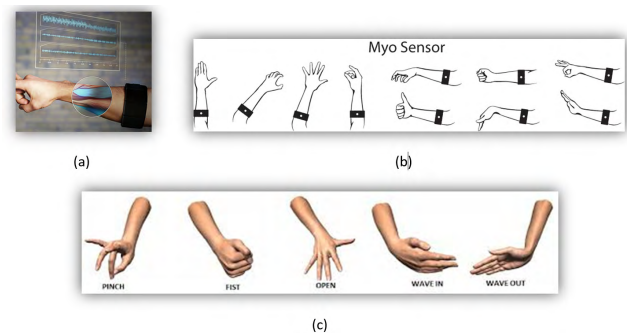 Myo Sensor
(a)
(b)
PINCH
FIST
OPEN
WAVE IN
WAVE OUT
(c)